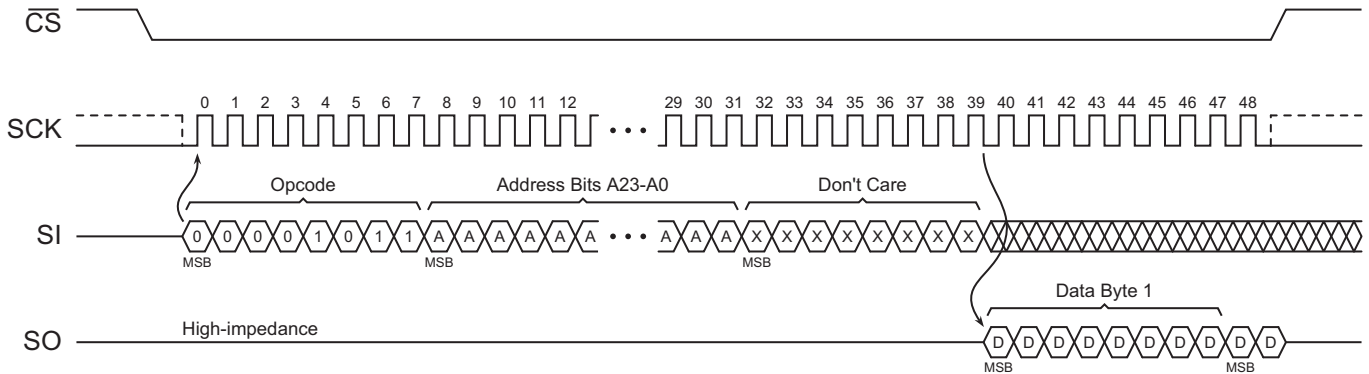 CS
0 1 2 3 4 5 6 7 8 9 10 11 12 29 30 31 32 33 34 35 36 37 38 39 40 41 42 43 44 45 46 47 48
SCK
Opcode Address Bits A23-A0 Don't Care
SI 0 0 0 0 1 0 1 1 A A A A A A A A A X X X X X X X X
MSB MSB MSB
Data Byte 1
High-impedance
SO D D D D D D D D D D
MSB MSB